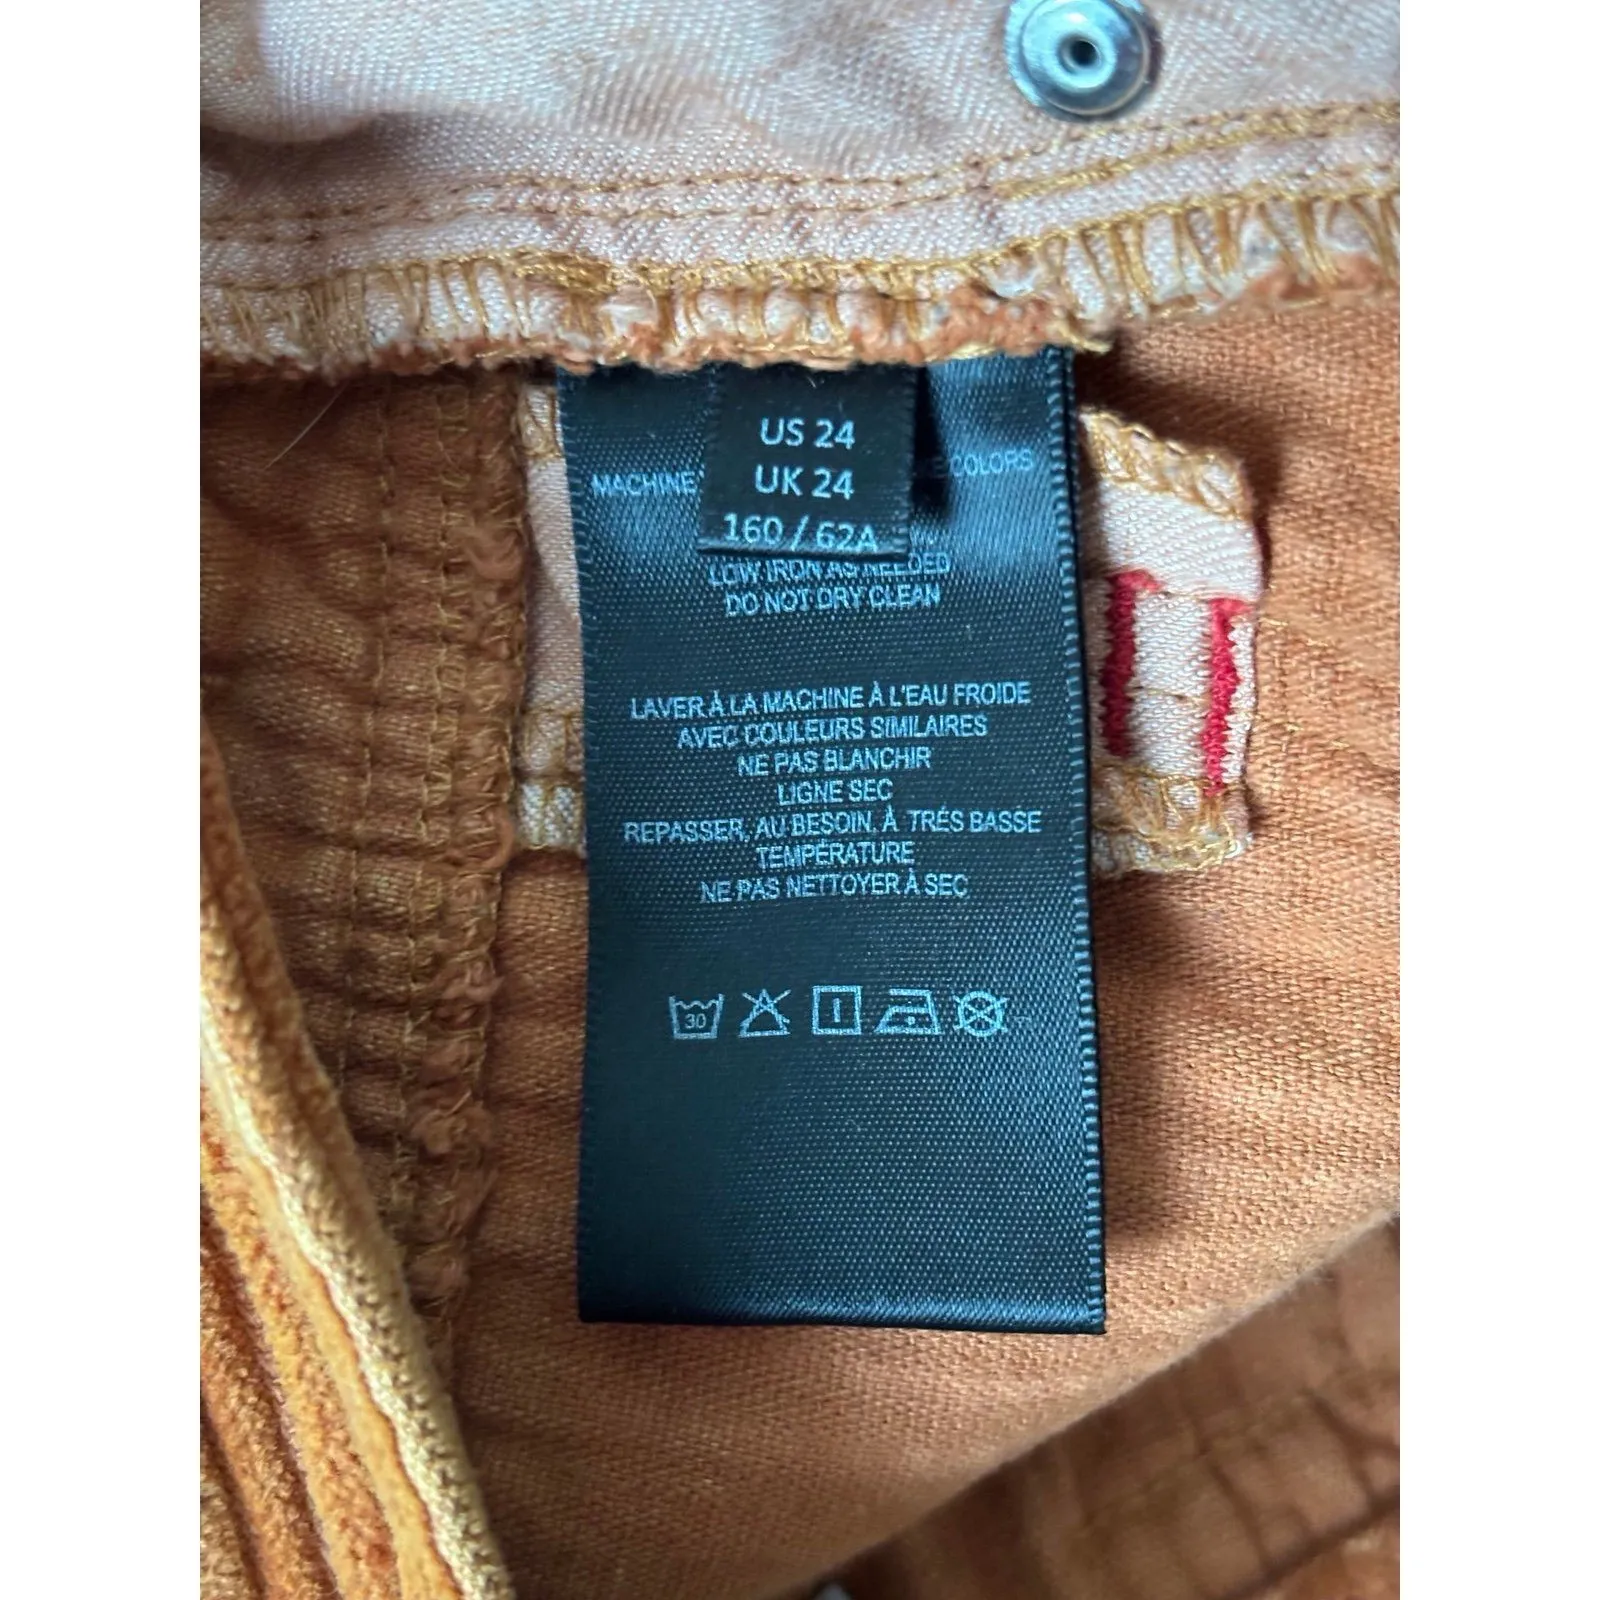 US 24
UK 24
160 / 62A
MACHINE COLORS
LOW IRON AS NEEDED
DO NOT DRY CLEAN
LAVER À LA MACHINE À L'EAU FROIDE
AVEC COULEURS SIMILAIRES
NE PAS BLANCHIR
LIGNE SEC
REPASSER, AU BESOIN, À TRÉS BASSE
TEMPÉRATURE
NE PAS NETTOYER À SEC
30